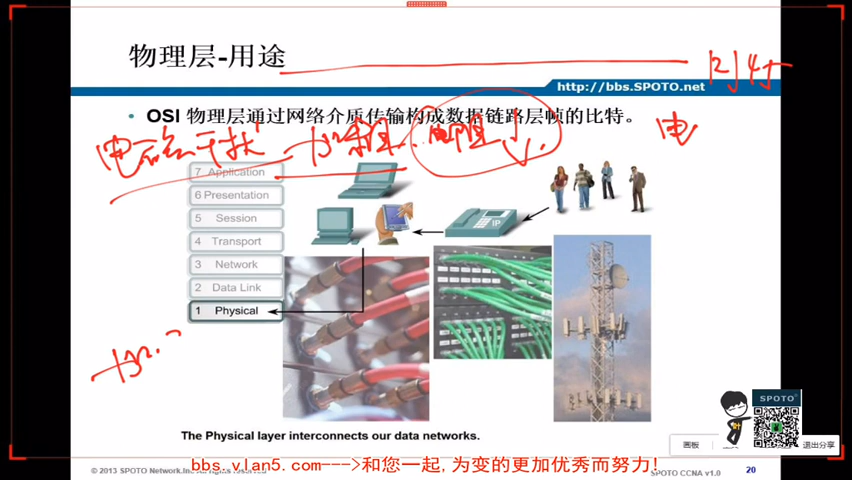 物理层-用途
http://bbs.SPOTO.net
• OSI 物理层通过网络介质传输构成数据链路层帧的比特。
电
7 Application
6 Presentation
5 Session
4 Transport
3 Network
2 Data Link
1 Physical
IP
The Physical layer interconnects our data networks.
SPOTO
画板
退出分享
bbs.vlan5.com--->和您一起,为变的更加优秀而努力!
© 2013 SPOTO Network.Inc All rights reserved
SPOTO CCNA v1.0
20